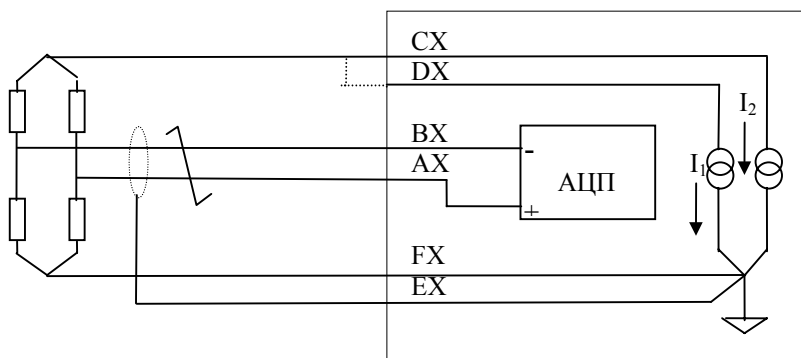 CX
DX
I2
BX
AX
-
I1
АЦП
+
FX
EX